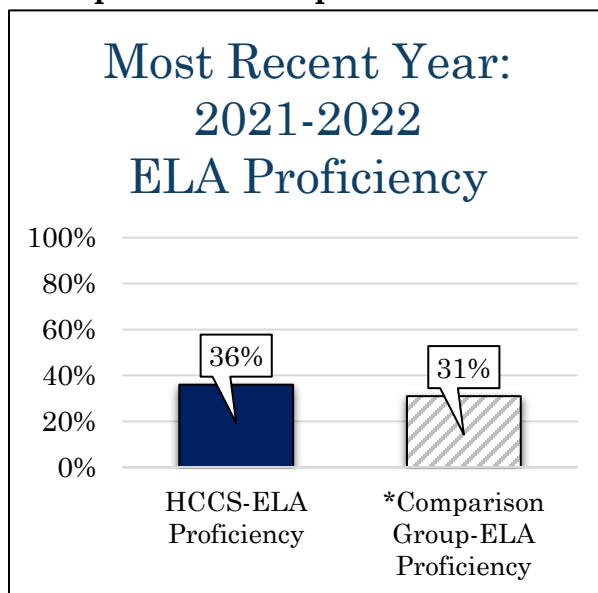 Most Recent Year:
2021-2022
ELA Proficiency
100%
80%
60%
40%
20%
0%
36%
31%
HCCS-ELA
Proficiency
*Comparison
Group-ELA
Proficiency